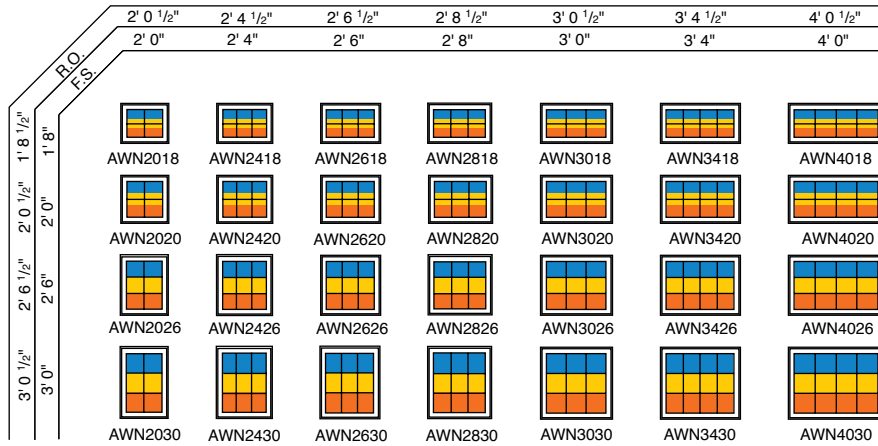 2' 0 1/2" 2' 4 1/2" 2' 6 1/2" 2' 8 1/2" 3' 0 1/2" 3' 4 1/2" 4' 0 1/2"
R.O.
2' 0" 2' 4" 2' 6" 2' 8" 3' 0" 3' 4" 4' 0"
F.S.
1' 8 1/2" 1' 8"
AWN2018 AWN2418 AWN2618 AWN2818 AWN3018 AWN3418 AWN4018
2' 0 1/2" 2' 0"
AWN2020 AWN2420 AWN2620 AWN2820 AWN3020 AWN3420 AWN4020
2' 6 1/2" 2' 6"
AWN2026 AWN2426 AWN2626 AWN2826 AWN3026 AWN3426 AWN4026
3' 0 1/2" 3' 0"
AWN2030 AWN2430 AWN2630 AWN2830 AWN3030 AWN3430 AWN4030